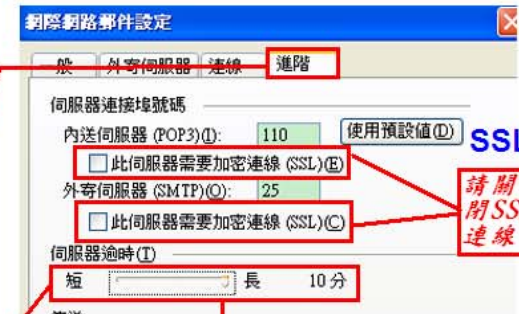 網際網路郵件設定
一般 外寄伺服器 連線 進階
伺服器連接埠號碼
內送伺服器 (POP3)(I): 110 使用預設值(D)
此伺服器需要加密連線 (SSL)(E)
外寄伺服器 (SMTP)(O): 25
此伺服器需要加密連線 (SSL)(C)
SSL
請關
閉SS
連線
伺服器逾時(T)
短 長 10 分